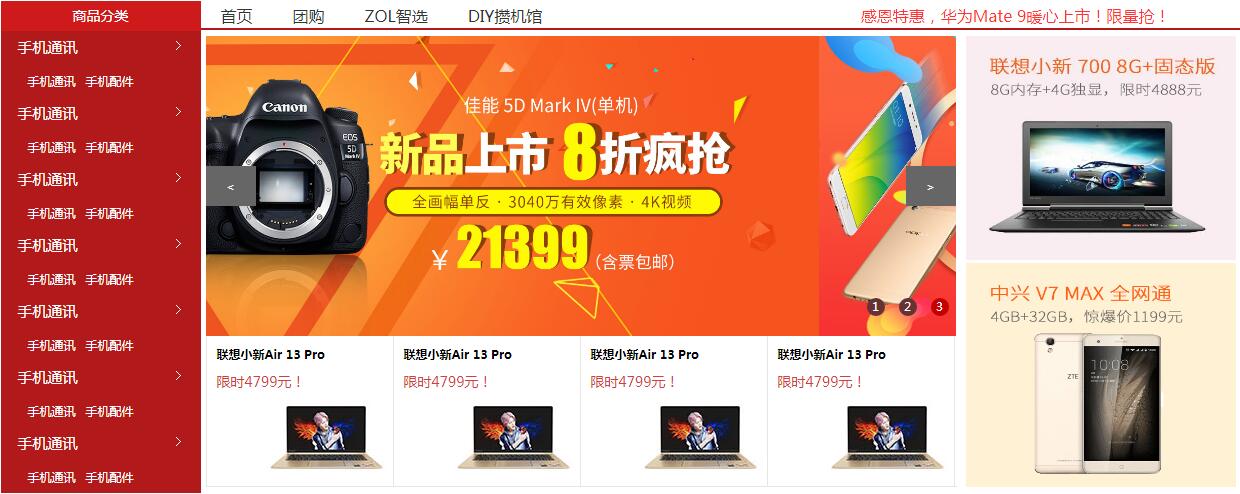 商品分类
首页 团购 ZOL智选 DIY攒机馆
感恩特惠，华为Mate 9暖心上市！限量抢！
手机通讯 >
手机通讯 手机配件
手机通讯 >
手机通讯 手机配件
手机通讯 >
手机通讯 手机配件
手机通讯 >
手机通讯 手机配件
手机通讯 >
手机通讯 手机配件
手机通讯 >
手机通讯 手机配件
手机通讯 >
手机通讯 手机配件
Canon
EOS
5D
Mark IV
佳能 5D Mark IV(单机)
新品上市 8折疯抢
全画幅单反 · 3040万有效像素 · 4K视频
￥21399（含票包邮）
<
>
1 2 3
联想小新Air 13 Pro
限时4799元！
联想小新Air 13 Pro
限时4799元！
联想小新Air 13 Pro
限时4799元！
联想小新Air 13 Pro
限时4799元！
联想小新 700 8G+固态版
8G内存+4G独显，限时4888元
中兴 V7 MAX 全网通
4GB+32GB，惊爆价1199元
ZTE
10:08